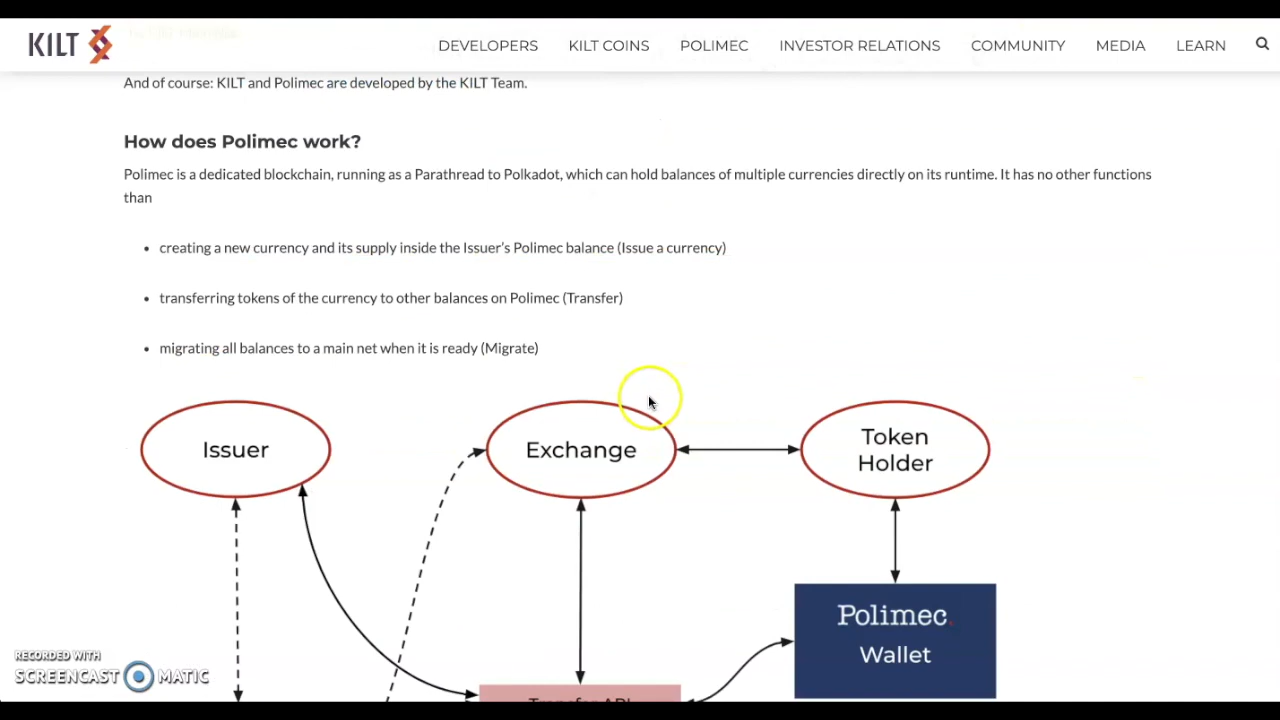 KILT
DEVELOPERS KILT COINS POLIMEC INVESTOR RELATIONS COMMUNITY MEDIA LEARN
And of course: KILT and Polimec are developed by the KILT Team.
How does Polimec work?
Polimec is a dedicated blockchain, running as a Parathread to Polkadot, which can hold balances of multiple currencies directly on its runtime. It has no other functions
than
• creating a new currency and its supply inside the Issuer’s Polimec balance (Issue a currency)
• transferring tokens of the currency to other balances on Polimec (Transfer)
• migrating all balances to a main net when it is ready (Migrate)
Issuer
Exchange
Token
Holder
Polimec.
Wallet
Transfer API
RECORDED WITH
SCREENCAST MATIC